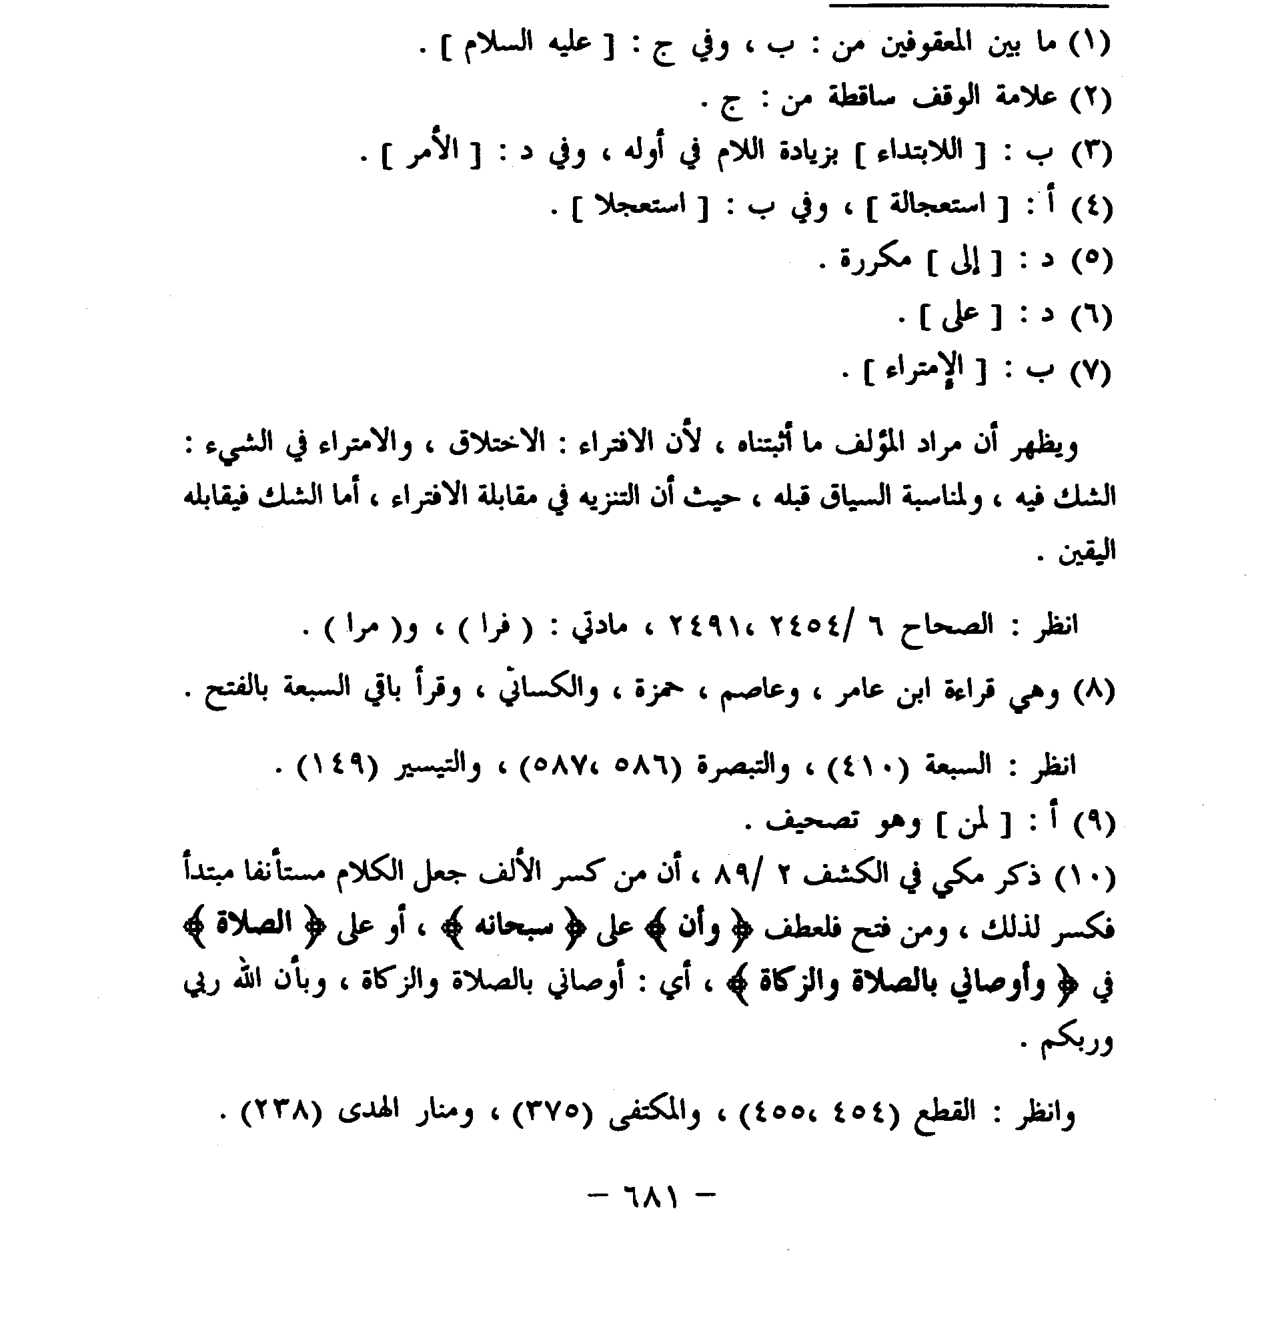 (١) ما بين المعقوفين من : ب ، وفي ج : [ عليه السلام ] .
(٢) علامة الوقف ساقطة من : ج .
(٣) ب : [ اللابتداء ] بزيادة اللام في أوله ، وفي د : [ الأمر ] .
(٤) أ : [ استعجالة ] ، وفي ب : [ استعجلا ] .
(٥) د : [ إلى ] مكررة .
(٦) د : [ على ] .
(٧) ب : [ الإمتراء ] .
ويظهر أن مراد المؤلف ما أثبتناه ، لأن الافتراء : الاختلاق ، والامتراء في الشيء :
الشك فيه ، ولمناسبة السياق قبله ، حيث أن التنزيه في مقابلة الافتراء ، أما الشك فيقابله
اليقين .
انظر : الصحاح ٦ /٢٤٥٤ ،٢٤٩١ ، مادتي : ( فرا ) ، و( مرا ) .
(٨) وهي قراءة ابن عامر ، وعاصم ، حمزة ، والكسائي ، وقرأ باقي السبعة بالفتح .
انظر : السبعة (٤١٠) ، والتبصرة (٥٨٦ ،٥٨٧) ، والتيسير (١٤٩) .
(٩) أ : [ لمن ] وهو تصحيف .
(١٠) ذكر مكي في الكشف ٢ /٨٩ ، أن من كسر الألف جعل الكلام مستأنفا مبتدأ
فكسر لذلك ، ومن فتح فلعطف ﴿ وأن ﴾ على ﴿ سبحانه ﴾ ، أو على ﴿ الصلاة ﴾
في ﴿ وأوصاني بالصلاة والزكاة ﴾ ، أي : أوصاني بالصلاة والزكاة ، وبأن الله ربي
وربكم .
وانظر : القطع (٤٥٤ ،٤٥٥) ، والمكتفى (٣٧٥) ، ومنار الهدى (٢٣٨) .
– ٦٨١ –